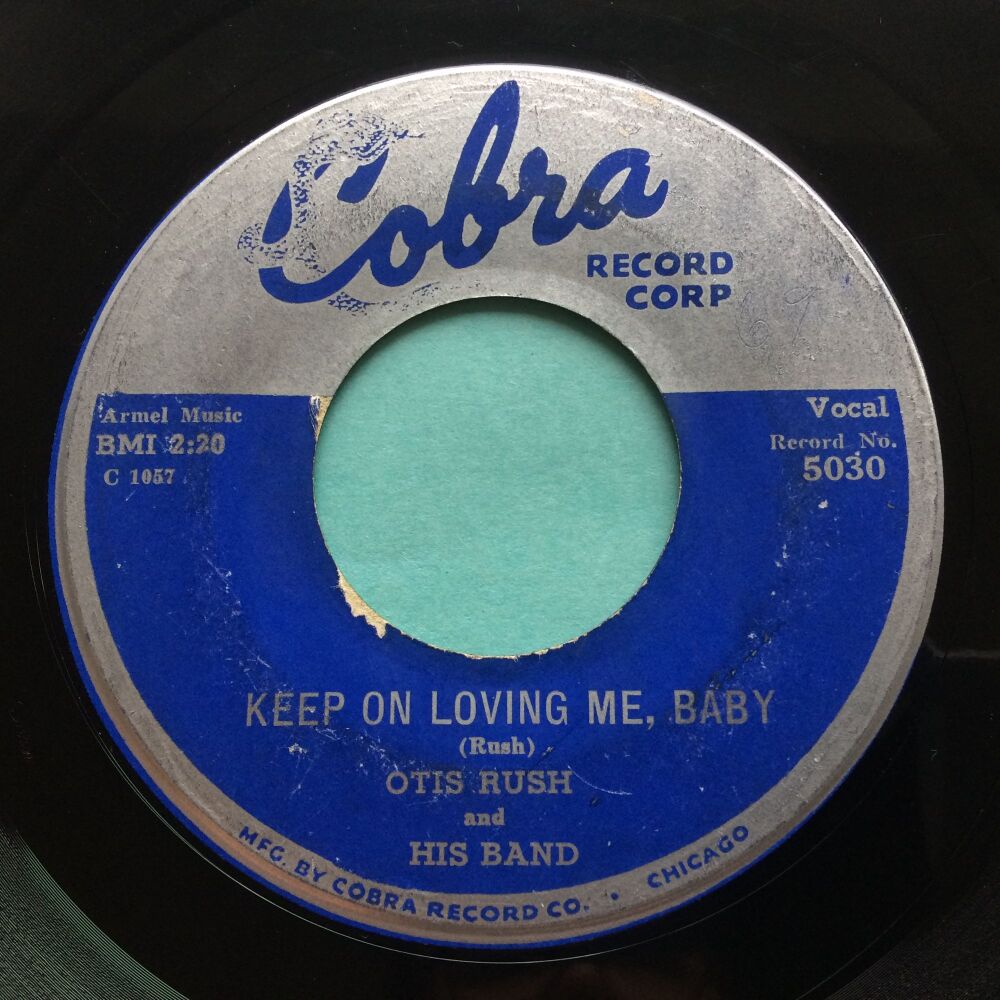 Cobra
RECORD
CORP
67
Armel Music
BMI 2:20
C 1057
Vocal
Record No.
5030
KEEP ON LOVING ME, BABY
(Rush)
OTIS RUSH
and
HIS BAND
MFG. BY COBRA RECORD CO. • CHICAGO